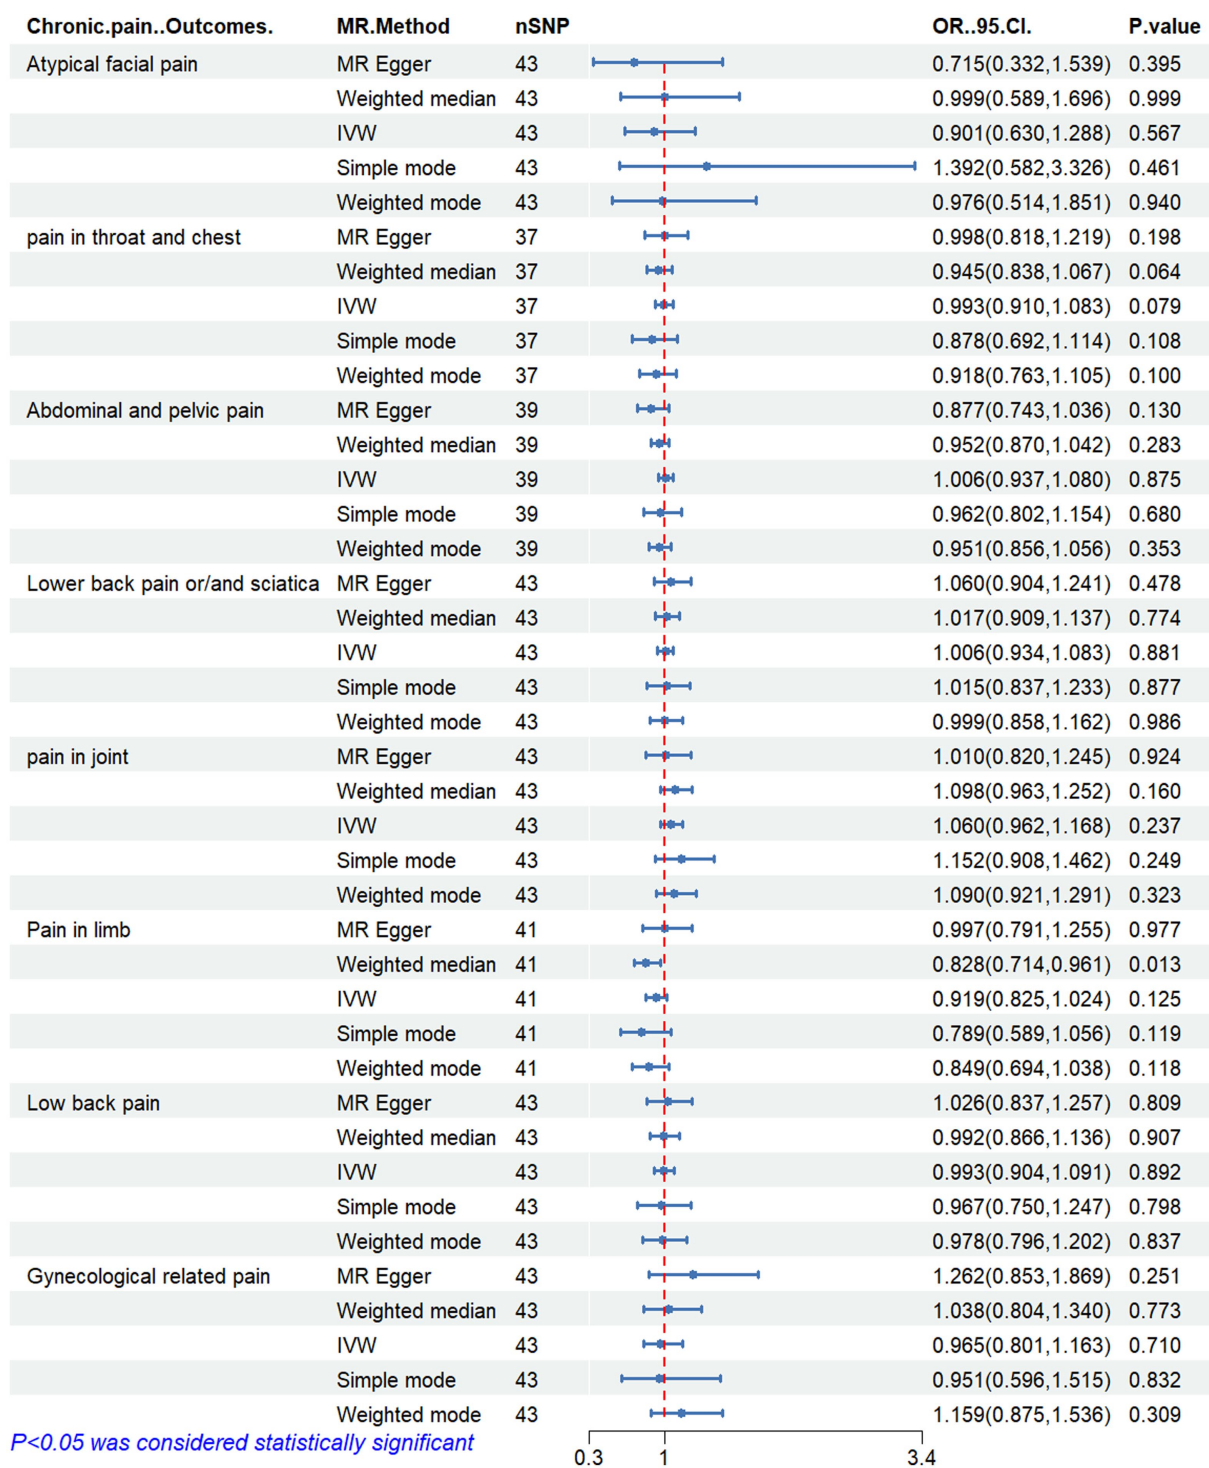 Chronic.pain..Outcomes. MR.Method nSNP OR..95.CI. P.value
Atypical facial pain MR Egger 43 0.715(0.332,1.539) 0.395
Weighted median 43 0.999(0.589,1.696) 0.999
IVW 43 0.901(0.630,1.288) 0.567
Simple mode 43 1.392(0.582,3.326) 0.461
Weighted mode 43 0.976(0.514,1.851) 0.940
pain in throat and chest MR Egger 37 0.998(0.818,1.219) 0.198
Weighted median 37 0.945(0.838,1.067) 0.064
IVW 37 0.993(0.910,1.083) 0.079
Simple mode 37 0.878(0.692,1.114) 0.108
Weighted mode 37 0.918(0.763,1.105) 0.100
Abdominal and pelvic pain MR Egger 39 0.877(0.743,1.036) 0.130
Weighted median 39 0.952(0.870,1.042) 0.283
IVW 39 1.006(0.937,1.080) 0.875
Simple mode 39 0.962(0.802,1.154) 0.680
Weighted mode 39 0.951(0.856,1.056) 0.353
Lower back pain or/and sciatica MR Egger 43 1.060(0.904,1.241) 0.478
Weighted median 43 1.017(0.909,1.137) 0.774
IVW 43 1.006(0.934,1.083) 0.881
Simple mode 43 1.015(0.837,1.233) 0.877
Weighted mode 43 0.999(0.858,1.162) 0.986
pain in joint MR Egger 43 1.010(0.820,1.245) 0.924
Weighted median 43 1.098(0.963,1.252) 0.160
IVW 43 1.060(0.962,1.168) 0.237
Simple mode 43 1.152(0.908,1.462) 0.249
Weighted mode 43 1.090(0.921,1.291) 0.323
Pain in limb MR Egger 41 0.997(0.791,1.255) 0.977
Weighted median 41 0.828(0.714,0.961) 0.013
IVW 41 0.919(0.825,1.024) 0.125
Simple mode 41 0.789(0.589,1.056) 0.119
Weighted mode 41 0.849(0.694,1.038) 0.118
Low back pain MR Egger 43 1.026(0.837,1.257) 0.809
Weighted median 43 0.992(0.866,1.136) 0.907
IVW 43 0.993(0.904,1.091) 0.892
Simple mode 43 0.967(0.750,1.247) 0.798
Weighted mode 43 0.978(0.796,1.202) 0.837
Gynecological related pain MR Egger 43 1.262(0.853,1.869) 0.251
Weighted median 43 1.038(0.804,1.340) 0.773
IVW 43 0.965(0.801,1.163) 0.710
Simple mode 43 0.951(0.596,1.515) 0.832
Weighted mode 43 1.159(0.875,1.536) 0.309
P<0.05 was considered statistically significant
0.3 1 3.4